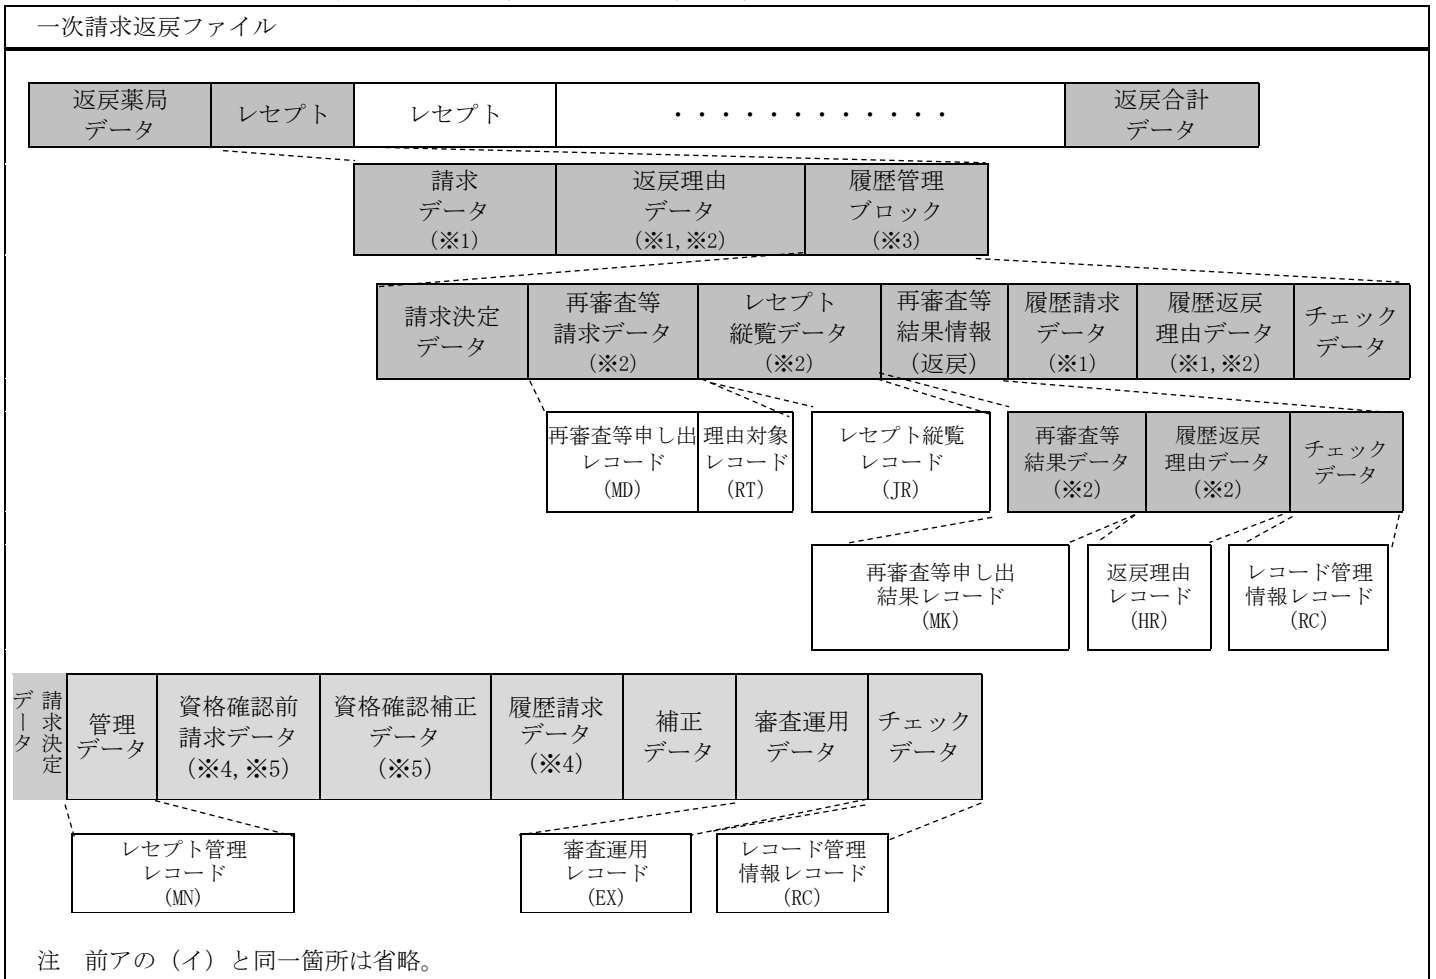 一次請求返戻ファイル
返戻薬局
データ
レセプト
レセプト
・・・・・・・・・・・・
返戻合計
データ
請求
データ
(※1)
返戻理由
データ
(※1,※2)
履歴管理
ブロック
(※3)
請求決定
データ
再審査等
請求データ
(※2)
レセプト
縦覧データ
(※2)
再審査等
結果情報
(返戻)
履歴請求
データ
(※1)
履歴返戻
理由データ
(※1,※2)
チェック
データ
再審査等申し出
レコード
(MD)
理由対象
レコード
(RT)
レセプト縦覧
レコード
(JR)
再審査等
結果データ
(※2)
履歴返戻
理由データ
(※2)
チェック
データ
再審査等申し出
結果レコード
(MK)
返戻理由
レコード
(HR)
レコード管理
情報レコード
(RC)
請求決定
データ
管理
データ
資格確認前
請求データ
(※4,※5)
資格確認補正
データ
(※5)
履歴請求
データ
(※4)
補正
データ
審査運用
データ
チェック
データ
レセプト管理
レコード
(MN)
審査運用
レコード
(EX)
レコード管理
情報レコード
(RC)
注　前アの（イ）と同一箇所は省略。